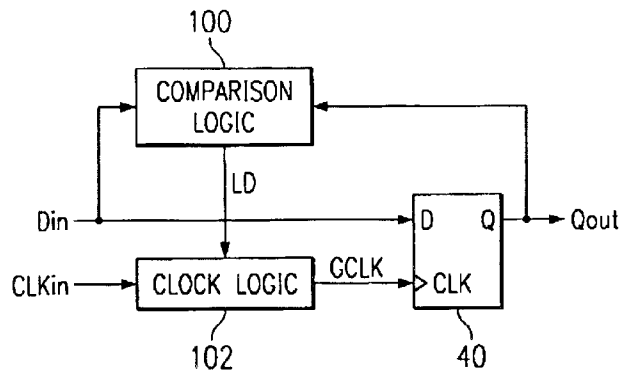 100
COMPARISON
LOGIC
LD
Din
D Q
Qout
CLKin
CLOCK LOGIC
GCLK
CLK
102
40